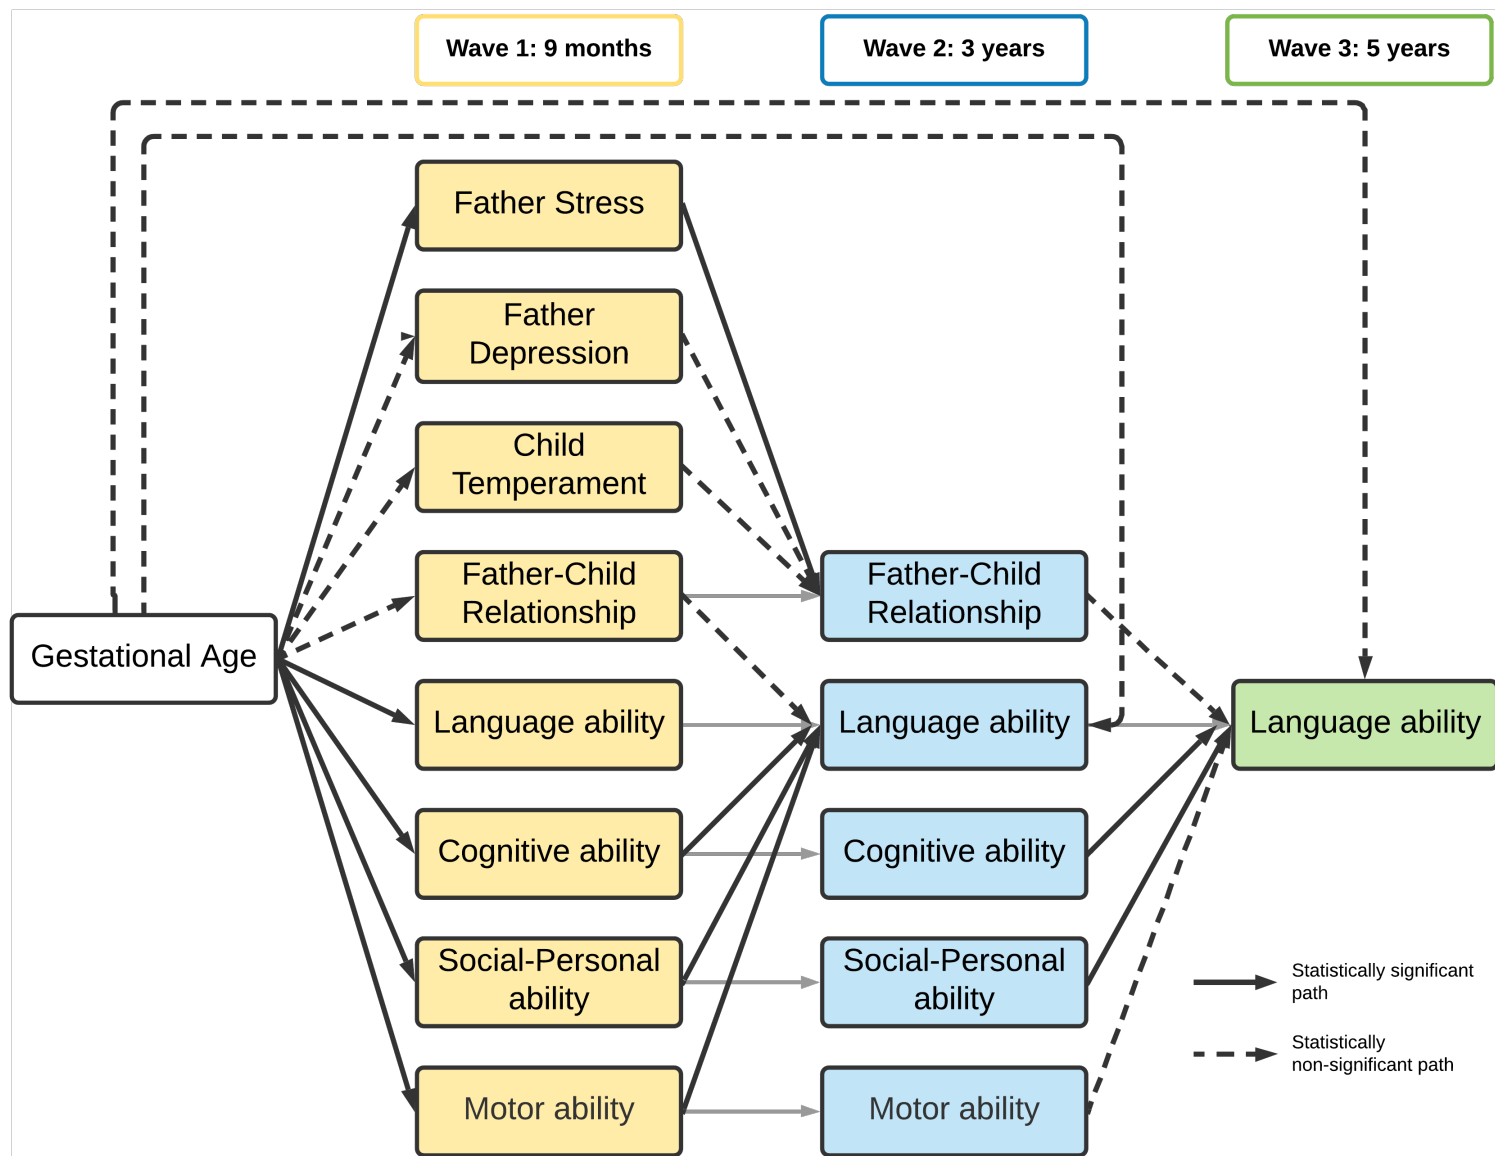 Wave 1: 9 months
Wave 2: 3 years
Wave 3: 5 years
Father Stress
Father
Depression
Child
Temperament
Father-Child
Relationship
Father-Child
Relationship
Gestational Age
Language ability
Language ability
Language ability
Cognitive ability
Cognitive ability
Social-Personal
ability
Social-Personal
ability
Statistically significant
path
Statistically
non-significant path
Motor ability
Motor ability